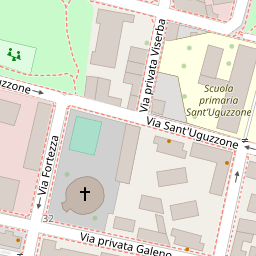 Via privata Viserba
Scuola
primaria
Sant'Uguzzone
uzzone
Via Sant'Uguzzone
Via Fortezza
32
Via privata Galeno